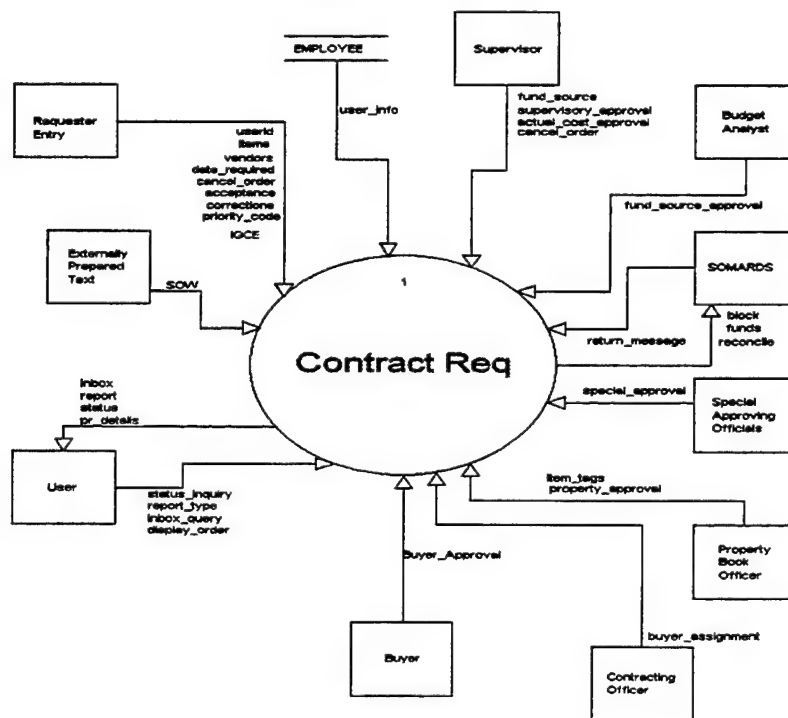 EMPLOYEE
Supervisor
Requester
Entry
user_info
fund_source
supervisory_approval
actual_cost_approval
cancel_order
Budget
Analyst
userid
items
vendors
date_required
cancel_order
acceptance
corrections
priority_code
IGCE
fund_source_approval
Externally
Prepared
Text
SOW
1
SOMARDS
return_message
block
funds
reconcile
Contract Req
inbox
report
status
pr_details
special_approval
Special
Approving
Officials
User
status_inquiry
report_type
inbox_query
display_order
item_tags
property_approval
Property
Book
Officer
Buyer_Approval
buyer_assignment
Buyer
Contracting
Officer